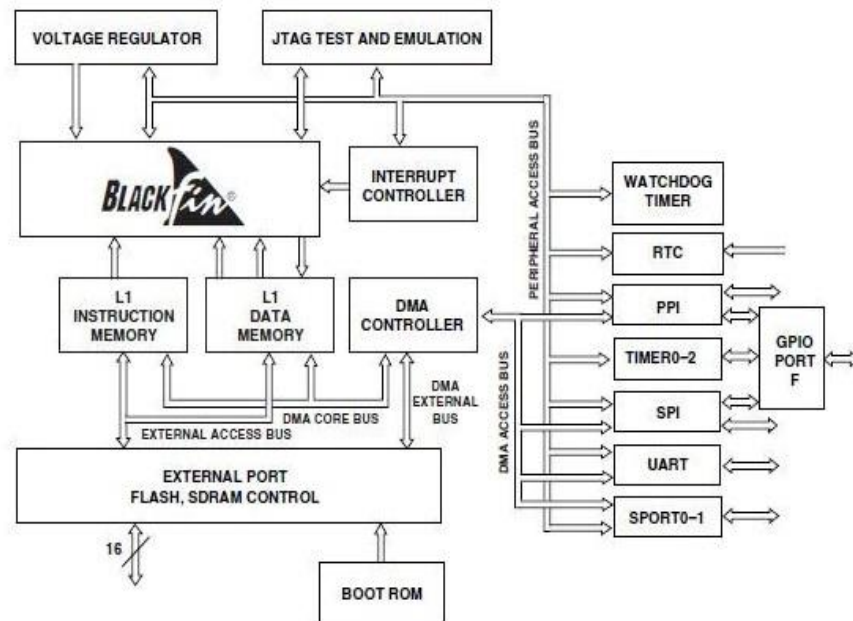 VOLTAGE REGULATOR
JTAG TEST AND EMULATION
BLACKfin®
INTERRUPT
CONTROLLER
PERIPHERAL ACCESS BUS
WATCHDOG
TIMER
RTC
L1
INSTRUCTION
MEMORY
L1
DATA
MEMORY
DMA
CONTROLLER
PPI
GPIO
PORT
F
TIMER0–2
DMA ACCESS BUS
DMA
EXTERNAL
BUS
DMA CORE BUS
EXTERNAL ACCESS BUS
SPI
UART
SPORT0–1
EXTERNAL PORT
FLASH, SDRAM CONTROL
16
BOOT ROM